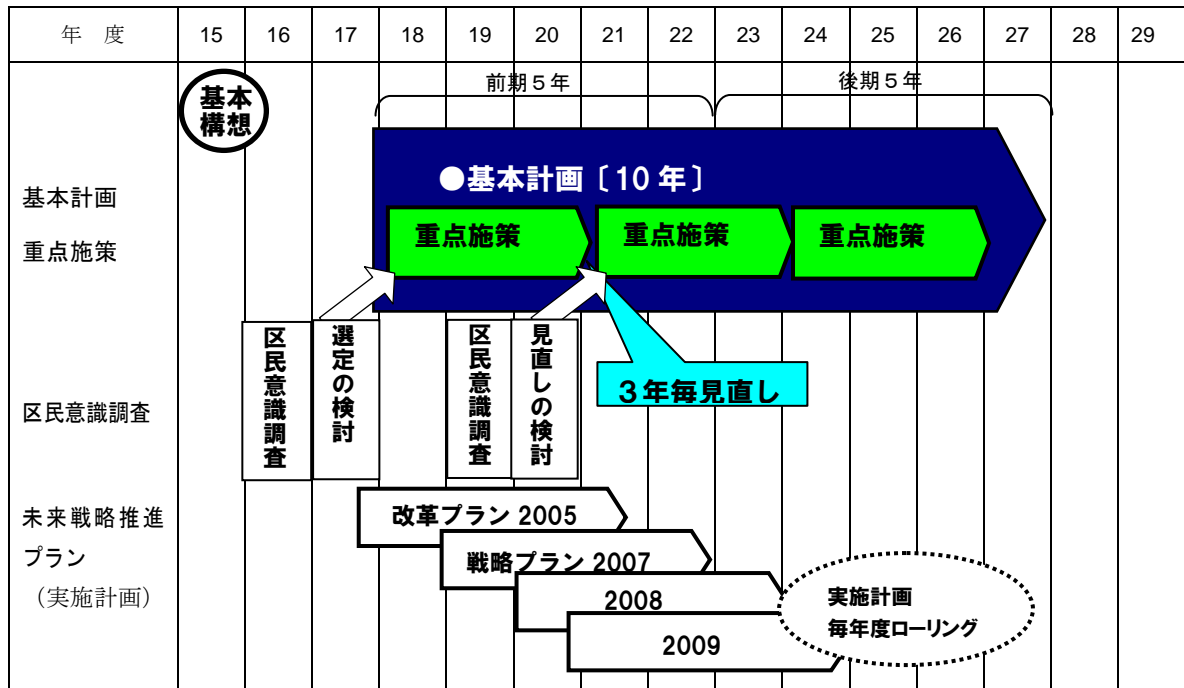 年 度 15 16 17 18 19 20 21 22 23 24 25 26 27 28 29
前期５年 後期５年
基本
構想
●基本計画〔10 年〕
基本計画
重点施策
重点施策 重点施策 重点施策
区民意識調査
選定の検討
区民意識調査
見直しの検討
３年毎見直し
区民意識調査
未来戦略推進
プラン
（実施計画）
改革プラン 2005
戦略プラン 2007
2008
2009
実施計画
毎年度ローリング